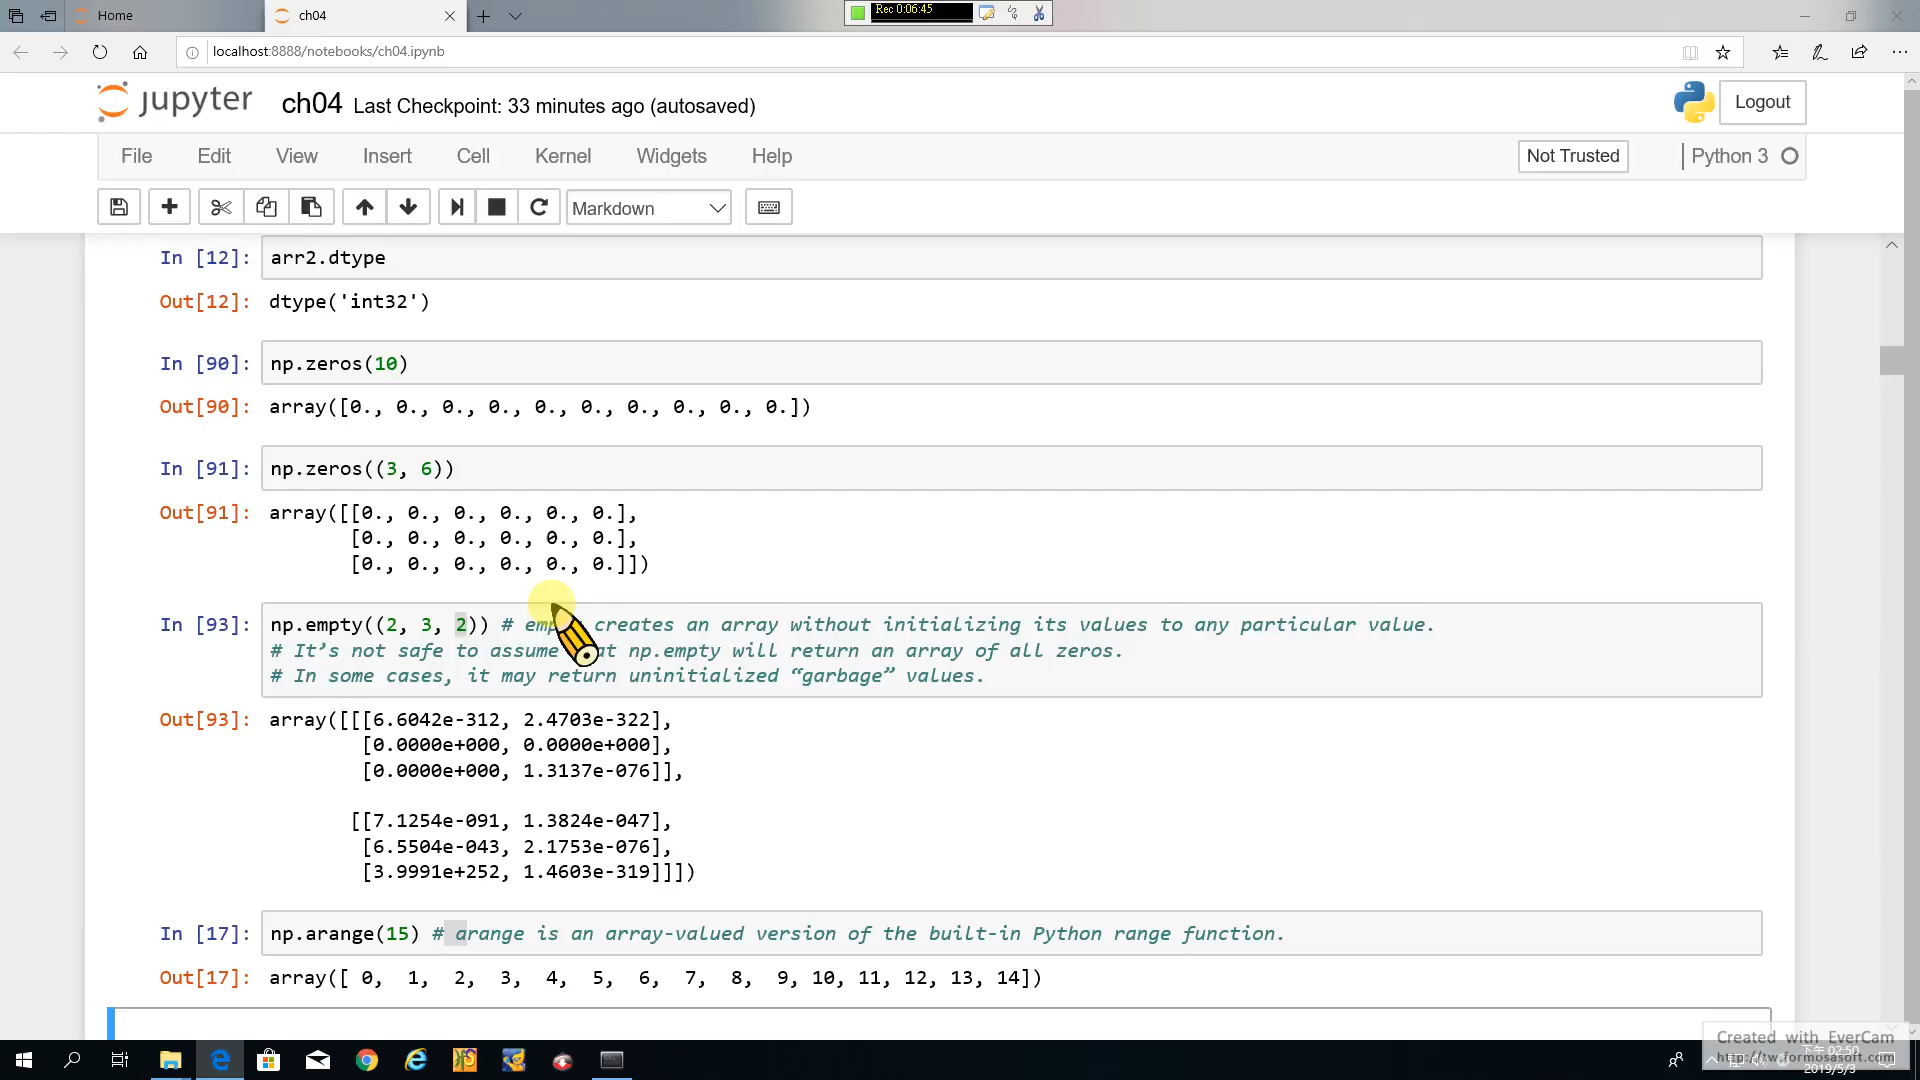 Home
ch04
Rec 0:06:45
localhost:8888/notebooks/ch04.ipynb
jupyter ch04 Last Checkpoint: 33 minutes ago (autosaved)
Logout
File Edit View Insert Cell Kernel Widgets Help
Not Trusted
Python 3
Markdown
In [12]: arr2.dtype
Out[12]: dtype('int32')
In [90]: np.zeros(10)
Out[90]: array([0., 0., 0., 0., 0., 0., 0., 0., 0., 0.])
In [91]: np.zeros((3, 6))
Out[91]: array([[0., 0., 0., 0., 0., 0.],
[0., 0., 0., 0., 0., 0.],
[0., 0., 0., 0., 0., 0.]])
In [93]: np.empty((2, 3, 2)) # empty creates an array without initializing its values to any particular value.
# It’s not safe to assume that np.empty will return an array of all zeros.
# In some cases, it may return uninitialized “garbage” values.
Out[93]: array([[[6.6042e-312, 2.4703e-322],
[0.0000e+000, 0.0000e+000],
[0.0000e+000, 1.3137e-076]],
[[7.1254e-091, 1.3824e-047],
[6.5504e-043, 2.1753e-076],
[3.9991e+252, 1.4603e-319]]])
In [17]: np.arange(15) # arange is an array-valued version of the built-in Python range function.
Out[17]: array([ 0, 1, 2, 3, 4, 5, 6, 7, 8, 9, 10, 11, 12, 13, 14])
Created with EverCam
http://tw.formosasoft.com
下午 02:50
2019/5/3